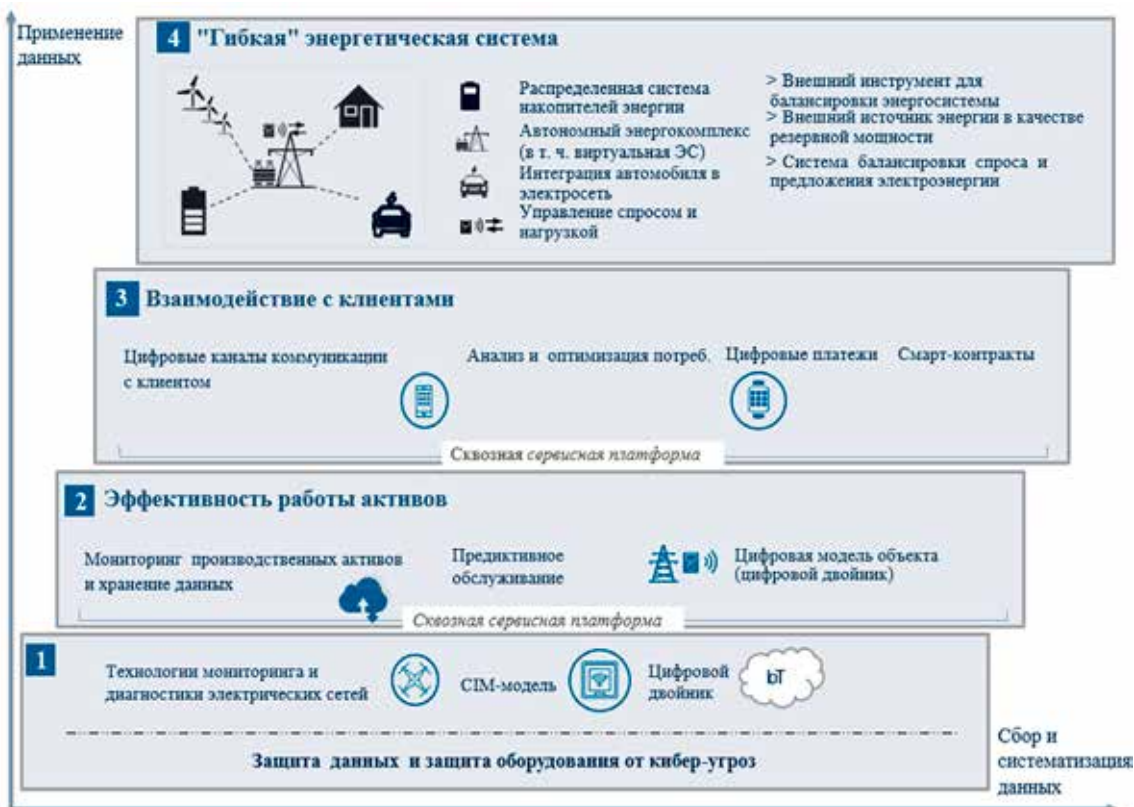 Применение
данных
4 "Гибкая" энергетическая система
Распределенная система
накопителей энергии
Автономный энергокомплекс
(в т. ч. виртуальная ЭС)
Интеграция автомобиля в
электросеть
Управление спросом и
нагрузкой
> Внешний инструмент для
балансировки энергосистемы
> Внешний источник энергии в качестве
резервной мощности
> Система балансировки спроса и
предложения электроэнергии
3 Взаимодействие с клиентами
Цифровые каналы коммуникации
с клиентом
Анализ и оптимизация потреб.
Цифровые платежи
Смарт-контракты
Сквозная сервисная платформа
2 Эффективность работы активов
Мониторинг производственных активов
и хранение данных
Предиктивное
обслуживание
Цифровая модель объекта
(цифровой двойник)
Сквозная сервисная платформа
1
Технологии мониторинга и
диагностики электрических сетей
CIM-модель
Цифровой
двойник
IoT
Защита данных и защита оборудования от кибер-угроз
Сбор и
систематизация
данных